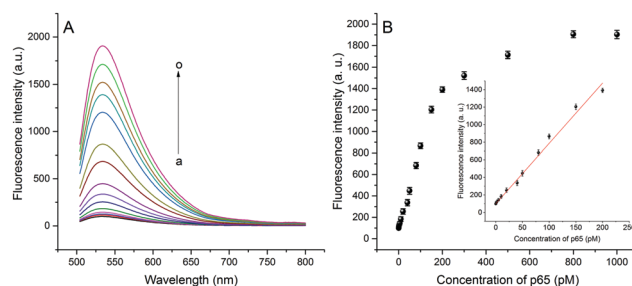 A
2000
1500
1000
500
0
Fluorescence intensity (a.u.)
o
a
500 550 600 650 700 750 800
Wavelength (nm)
B
2000
1800
1600
1400
1200
1000
800
600
400
200
0
Fluorescence intensity (a. u.)
0 200 400 600 800 1000
Concentration of p65 (pM)
1400
1200
1000
800
600
400
200
0
Fluorescence intensity (a. u.)
0 50 100 150 200 250
Concentration of p65 (pM)